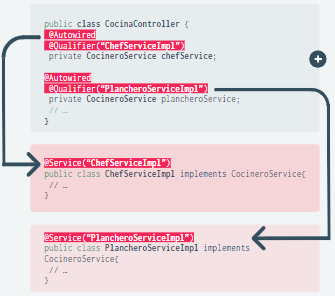 public class CocinaController {
@Autowired
@Qualifier("ChefServiceImpl")
private CocineroService chefService;
@Autowired
@Qualifier("PlancheroServiceImpl")
private CocineroService plancheroService;
// …
}
@Service("ChefServiceImpl")
public class ChefServiceImpl implements CocineroService{
// …
}
@Service("PlancheroServiceImpl")
public class PlancheroServiceImpl implements
CocineroService{
// …
}